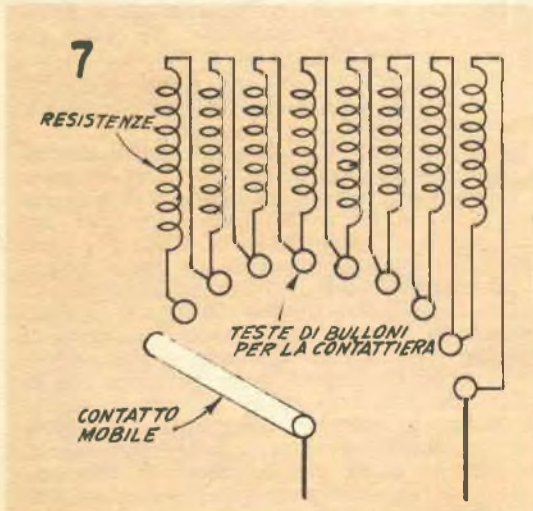 7
RESISTENZE
TESTE DI BULLONI
PER LA CONTATTIERA
CONTATTO
MOBILE